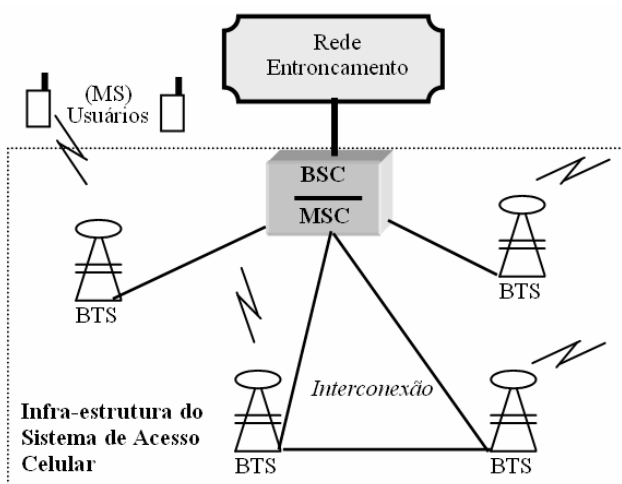 Rede
Entroncamento
(MS)
Usuários
BSC
MSC
BTS
BTS
Interconexão
Infra-estrutura do
Sistema de Acesso
Celular
BTS
BTS